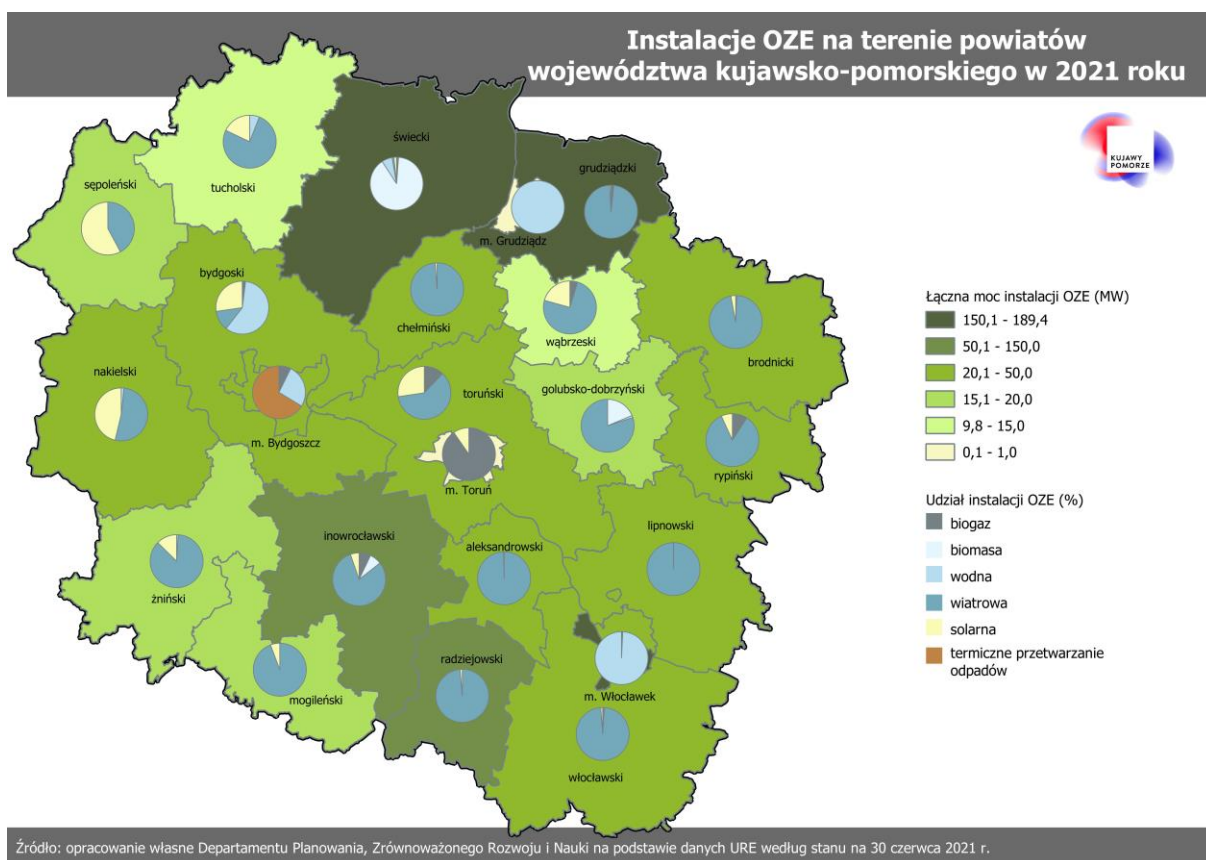 Instalacje OZE na terenie powiatów
województwa kujawsko-pomorskiego w 2021 roku
KUJAWY
POMORZE
świecki
grudziądzki
sępoleński
tucholski
m. Grudziądz
bydgoski
chełmiński
wąbrzeski
brodnicki
nakielski
toruński
golubsko-dobrzyński
m. Bydgoszcz
rypiński
m. Toruń
lipnowski
inowrocławski
aleksandrowski
żniński
radziejowski
mogileński
m. Włocławek
włocławski
Łączna moc instalacji OZE (MW)
150,1 - 189,4
50,1 - 150,0
20,1 - 50,0
15,1 - 20,0
9,8 - 15,0
0,1 - 1,0
Udział instalacji OZE (%)
biogaz
biomasa
wodna
wiatrowa
solarna
termiczne przetwarzanie
odpadów
Źródło: opracowanie własne Departamentu Planowania, Zrównoważonego Rozwoju i Nauki na podstawie danych URE według stanu na 30 czerwca 2021 r.